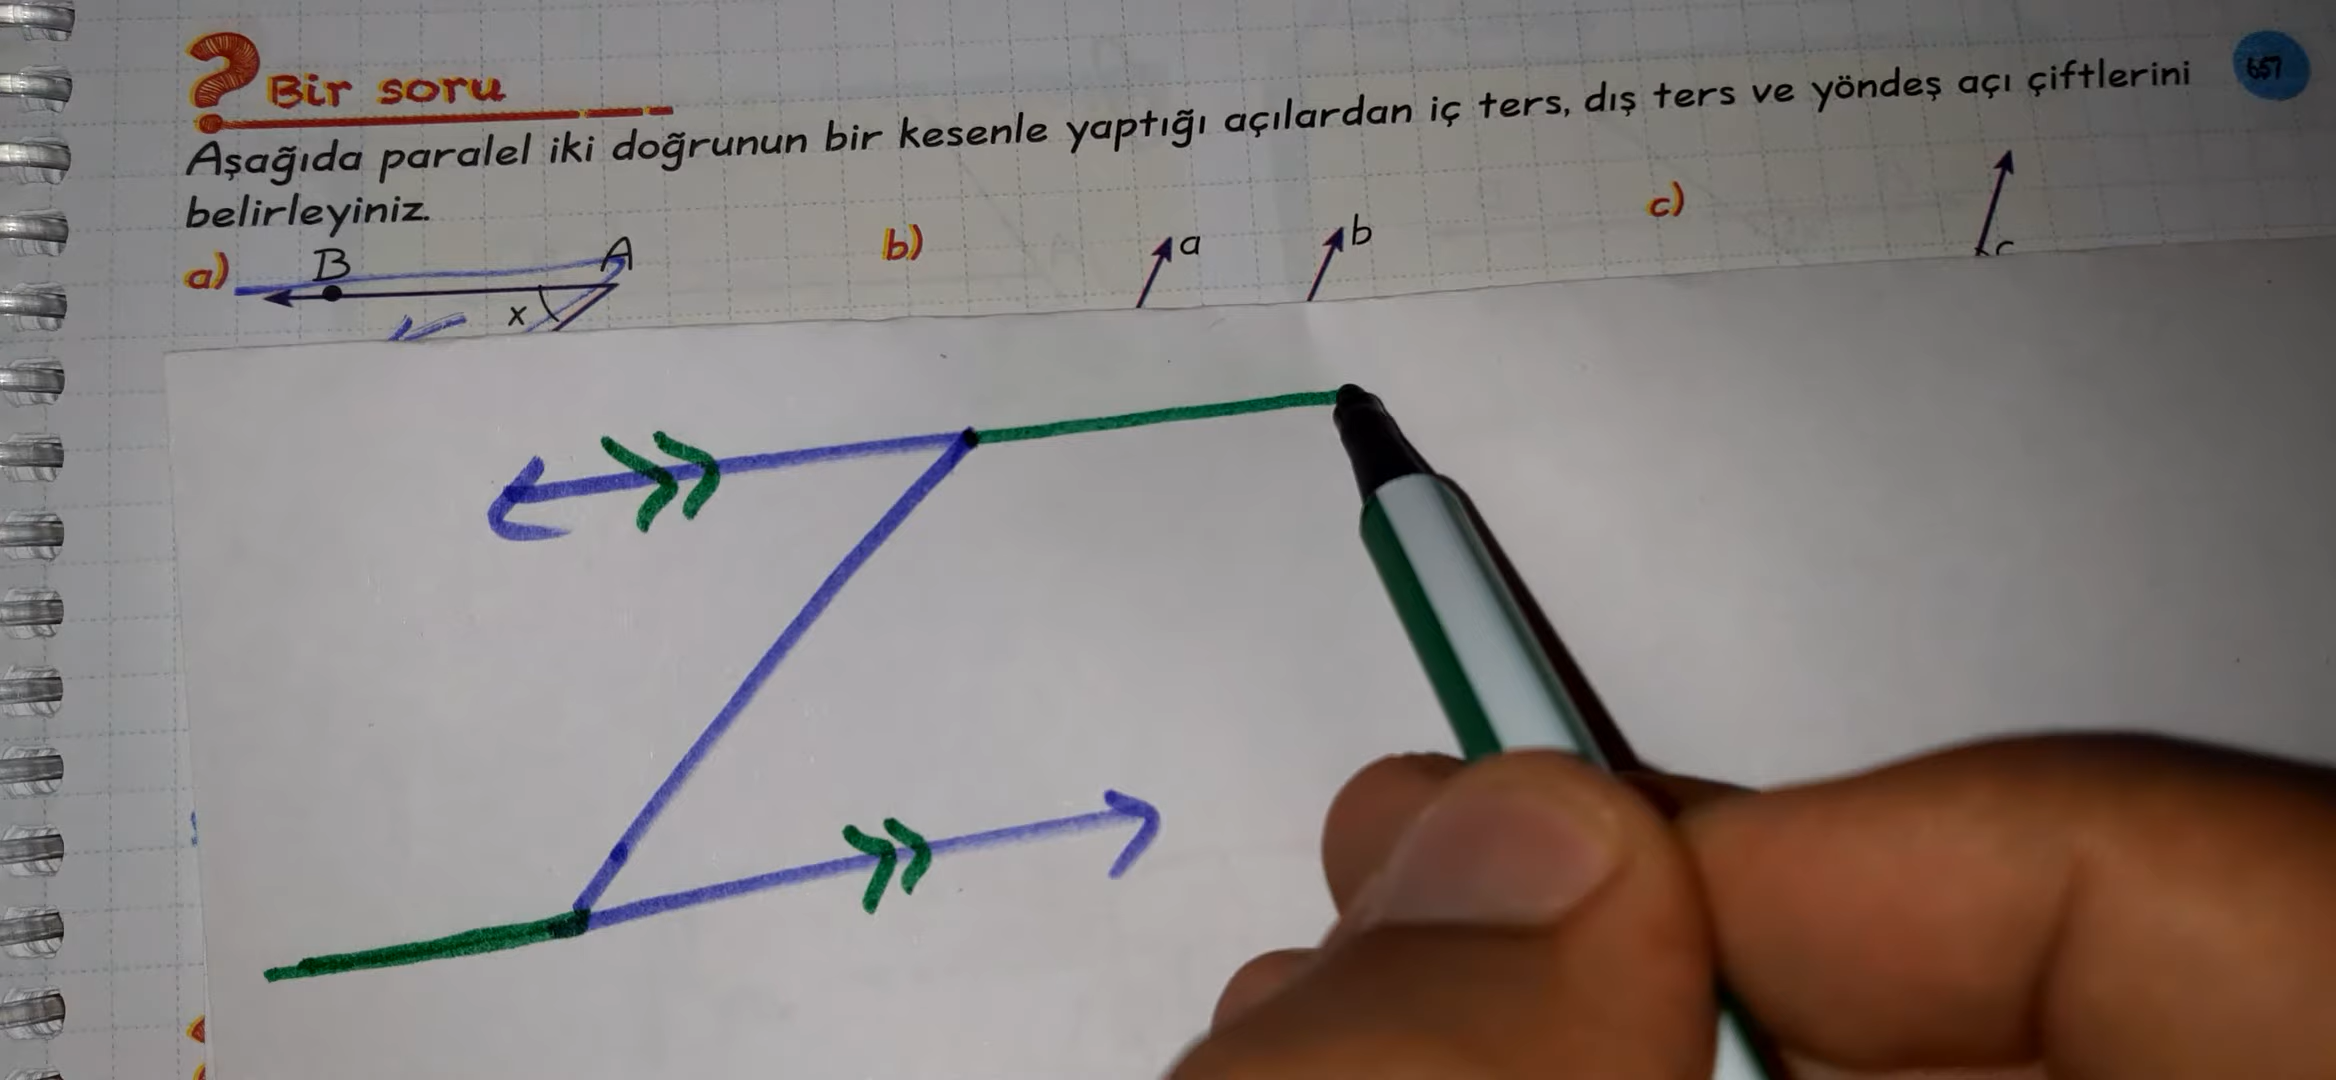 Bir soru
657
Aşağıda paralel iki doğrunun bir kesenle yaptığı açılardan iç ters, dış ters ve yöndeş açı çiftlerini
belirleyiniz.
a) B A
x
b) a b
c)